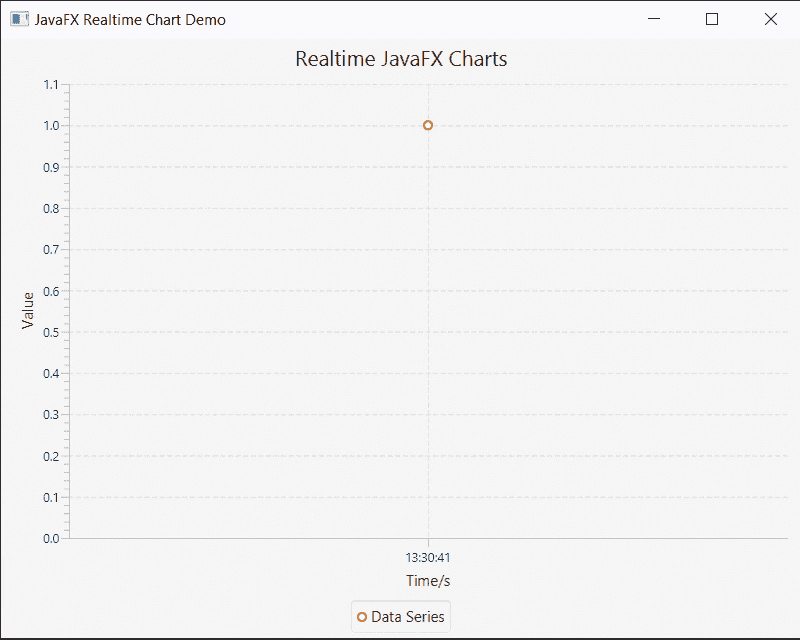 JavaFX Realtime Chart Demo
Realtime JavaFX Charts
1.1
1.0
0.9
0.8
0.7
0.6
0.5
0.4
0.3
0.2
0.1
0.0
Value
13:30:41
Time/s
Data Series